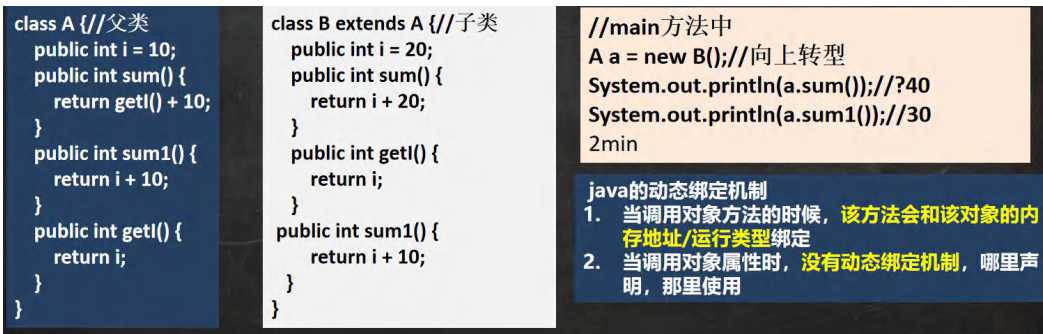 class A {//父类
public int i = 10;
public int sum() {
return getI() + 10;
}
public int sum1() {
return i + 10;
}
public int getI() {
return i;
}
}
class B extends A {//子类
public int i = 20;
public int sum() {
return i + 20;
}
public int getI() {
return i;
}
public int sum1() {
return i + 10;
}
}
//main方法中
A a = new B();//向上转型
System.out.println(a.sum());//?40
System.out.println(a.sum1());//30
2min
java的动态绑定机制
1. 当调用对象方法的时候，该方法会和该对象的内
存地址/运行类型绑定
2. 当调用对象属性时，没有动态绑定机制，哪里声
明，那里使用